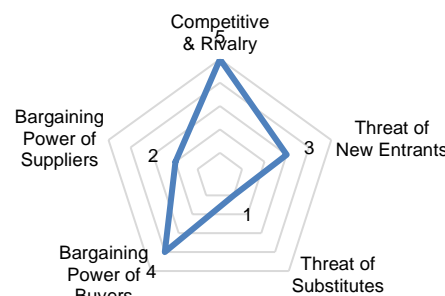 Competitive
& Rivalry
5
Bargaining
Power of
Suppliers
2
3
Threat of
New Entrants
1
Bargaining
Power of
Buyers
4
Threat of
Substitutes